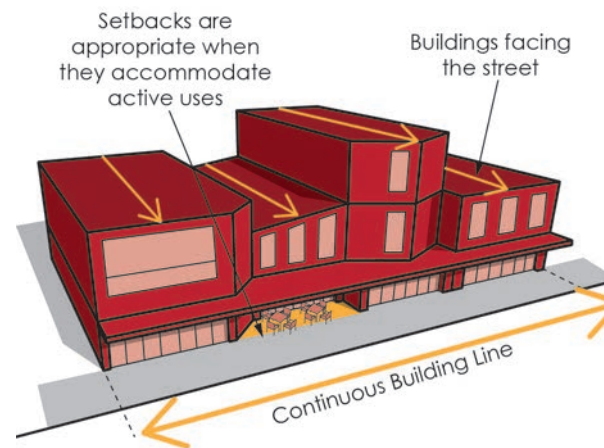 Setbacks are
appropriate when
they accommodate
active uses
Buildings facing
the street
Continuous Building Line